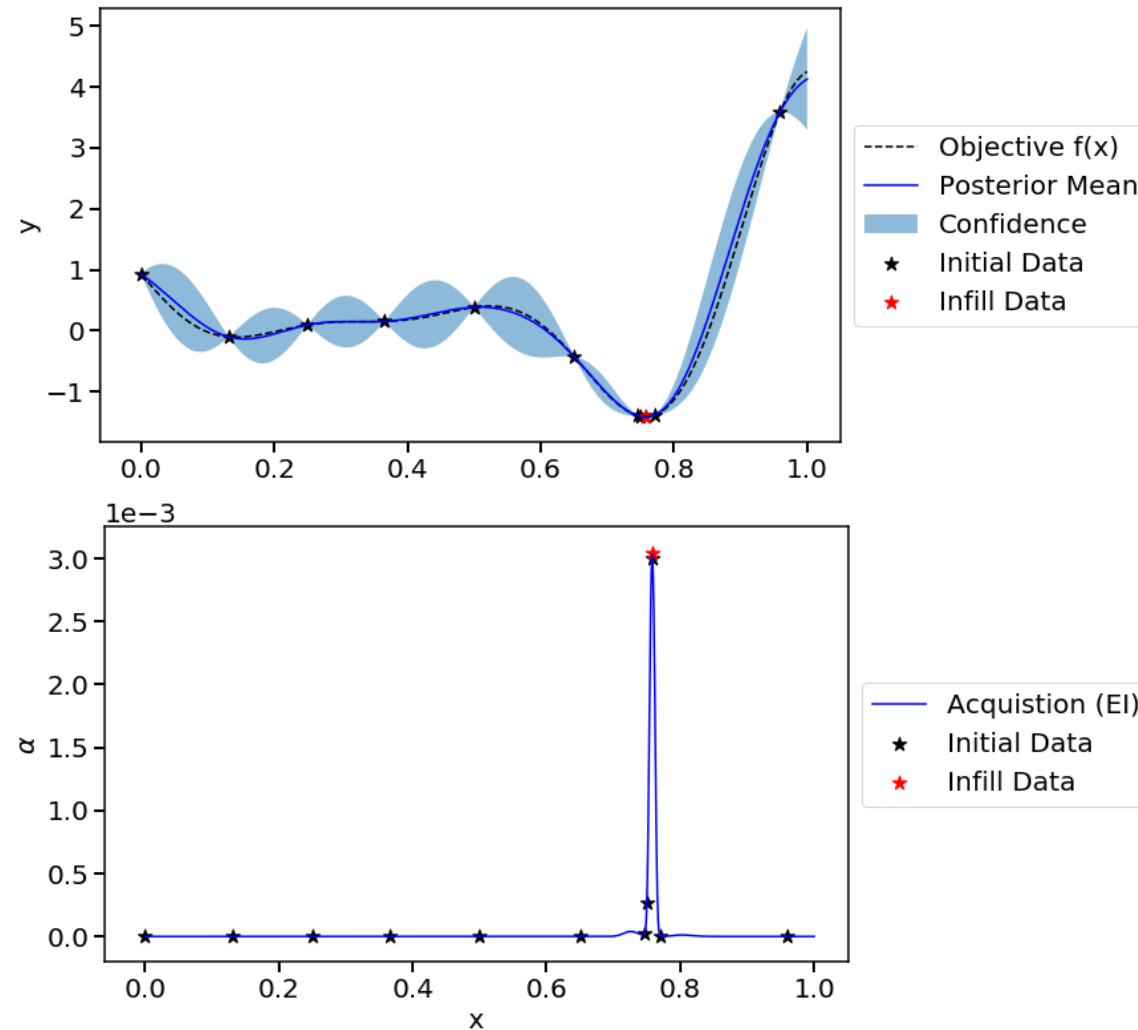 5
4
3
2
1
0
−1
y
0.0 0.2 0.4 0.6 0.8 1.0
Objective f(x)
Posterior Mean
Confidence
Initial Data
Infill Data
1e−3
3.0
2.5
2.0
1.5
1.0
0.5
0.0
α
0.0 0.2 0.4 0.6 0.8 1.0
x
Acquistion (EI)
Initial Data
Infill Data